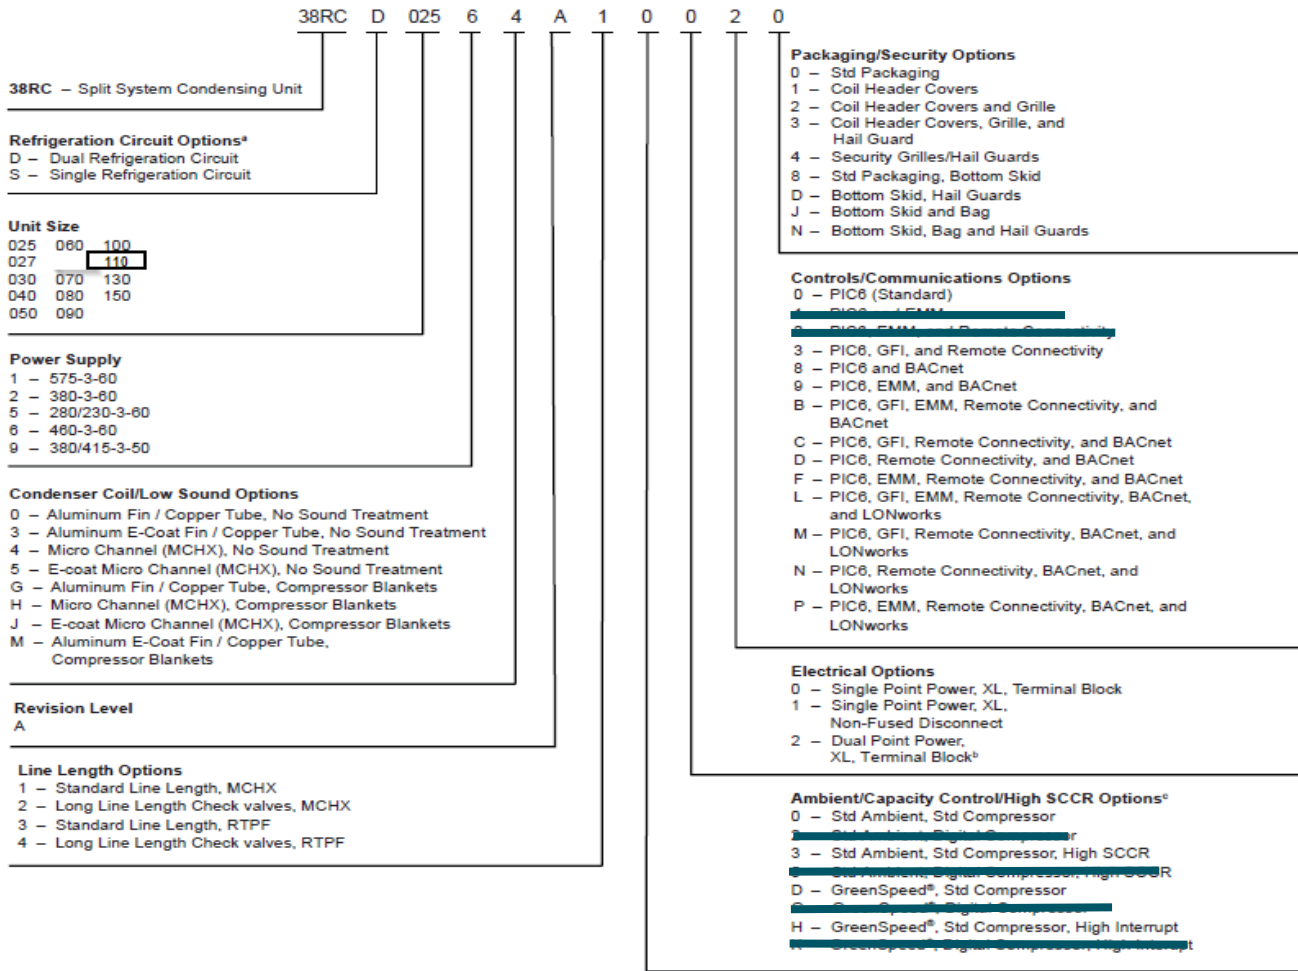 38RC D 025 6 4 A 1 0 0 2 0
38RC – Split System Condensing Unit
Refrigeration Circuit Optionsᵃ
D – Dual Refrigeration Circuit
S – Single Refrigeration Circuit
Unit Size
025 060 100
027 110
030 070 130
040 080 150
050 090
Power Supply
1 – 575-3-60
2 – 380-3-60
5 – 280/230-3-60
6 – 460-3-60
9 – 380/415-3-50
Condenser Coil/Low Sound Options
0 – Aluminum Fin / Copper Tube, No Sound Treatment
3 – Aluminum E-Coat Fin / Copper Tube, No Sound Treatment
4 – Micro Channel (MCHX), No Sound Treatment
5 – E-coat Micro Channel (MCHX), No Sound Treatment
G – Aluminum Fin / Copper Tube, Compressor Blankets
H – Micro Channel (MCHX), Compressor Blankets
J – E-coat Micro Channel (MCHX), Compressor Blankets
M – Aluminum E-Coat Fin / Copper Tube,
Compressor Blankets
Revision Level
A
Line Length Options
1 – Standard Line Length, MCHX
2 – Long Line Length Check valves, MCHX
3 – Standard Line Length, RTPF
4 – Long Line Length Check valves, RTPF
Packaging/Security Options
0 – Std Packaging
1 – Coil Header Covers
2 – Coil Header Covers and Grille
3 – Coil Header Covers, Grille, and
Hail Guard
4 – Security Grilles/Hail Guards
8 – Std Packaging, Bottom Skid
D – Bottom Skid, Hail Guards
J – Bottom Skid and Bag
N – Bottom Skid, Bag and Hail Guards
Controls/Communications Options
0 – PIC6 (Standard)
3 – PIC6, GFI, and Remote Connectivity
8 – PIC6 and BACnet
9 – PIC6, EMM, and BACnet
B – PIC6, GFI, EMM, Remote Connectivity, and
BACnet
C – PIC6, GFI, Remote Connectivity, and BACnet
D – PIC6, Remote Connectivity, and BACnet
F – PIC6, EMM, Remote Connectivity, and BACnet
L – PIC6, GFI, EMM, Remote Connectivity, BACnet,
and LONworks
M – PIC6, GFI, Remote Connectivity, BACnet, and
LONworks
N – PIC6, Remote Connectivity, BACnet, and
LONworks
P – PIC6, EMM, Remote Connectivity, BACnet, and
LONworks
Electrical Options
0 – Single Point Power, XL, Terminal Block
1 – Single Point Power, XL,
Non-Fused Disconnect
2 – Dual Point Power,
XL, Terminal Blockᵇ
Ambient/Capacity Control/High SCCR Optionsᶜ
0 – Std Ambient, Std Compressor
3 – Std Ambient, Std Compressor, High SCCR
D – GreenSpeed®, Std Compressor
H – GreenSpeed®, Std Compressor, High Interrupt